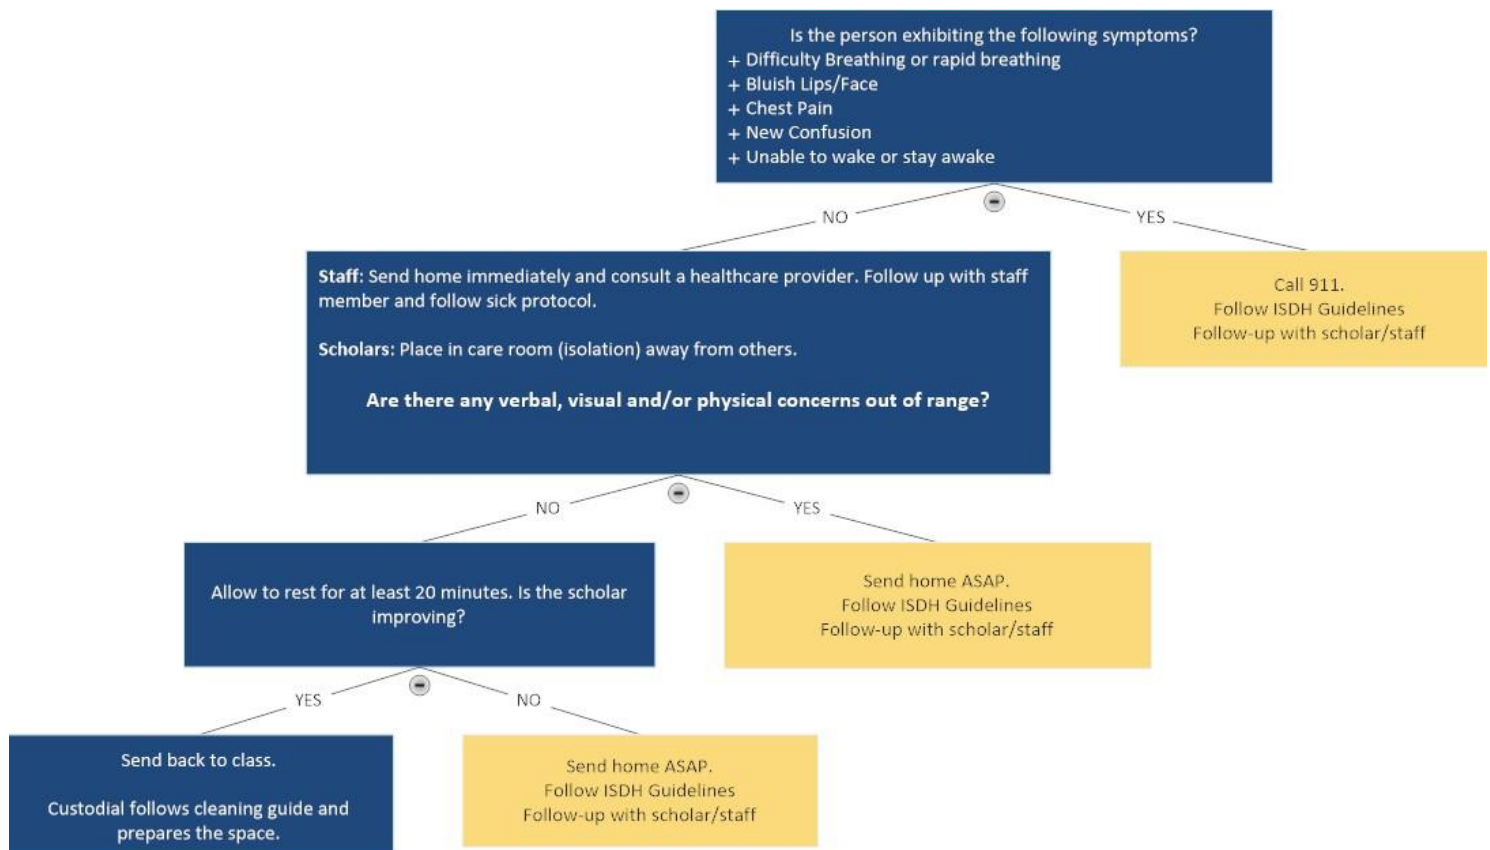 Is the person exhibiting the following symptoms?
+ Difficulty Breathing or rapid breathing
+ Bluish Lips/Face
+ Chest Pain
+ New Confusion
+ Unable to wake or stay awake
NO
YES
Staff: Send home immediately and consult a healthcare provider. Follow up with staff
member and follow sick protocol.
Scholars: Place in care room (isolation) away from others.
Are there any verbal, visual and/or physical concerns out of range?
Call 911.
Follow ISDH Guidelines
Follow-up with scholar/staff
NO
YES
Allow to rest for at least 20 minutes. Is the scholar
improving?
Send home ASAP.
Follow ISDH Guidelines
Follow-up with scholar/staff
YES
NO
Send back to class.
Custodial follows cleaning guide and
prepares the space.
Send home ASAP.
Follow ISDH Guidelines
Follow-up with scholar/staff